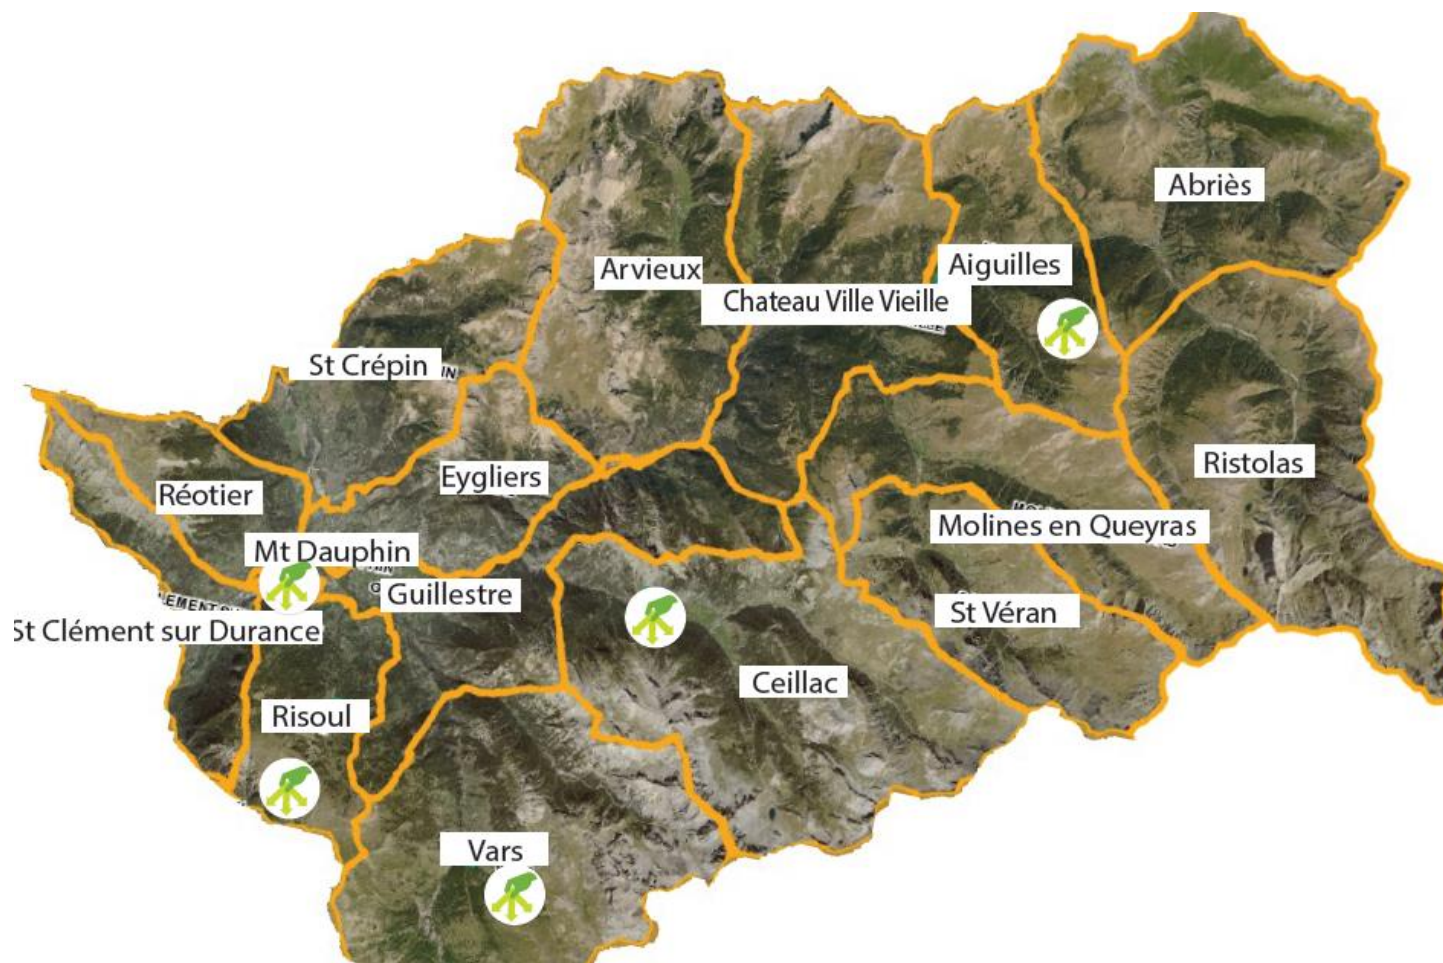 Abriès
Aiguilles
Arvieux
Chateau Ville Vieille
St Crépin
Ristolas
Eygliers
Réotier
Molines en Queyras
Mt Dauphin
Guillestre
St Véran
St Clément sur Durance
Ceillac
Risoul
Vars